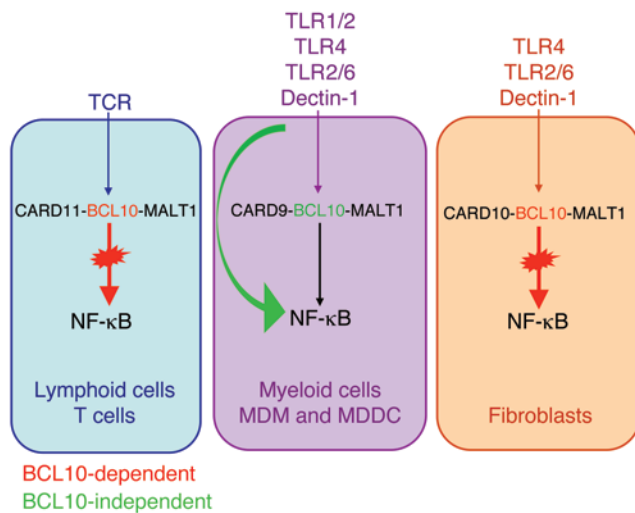 TCR
CARD11-BCL10-MALT1
NF-κB
Lymphoid cells
T cells
TLR1/2
TLR4
TLR2/6
Dectin-1
CARD9-BCL10-MALT1
NF-κB
Myeloid cells
MDM and MDDC
TLR4
TLR2/6
Dectin-1
CARD10-BCL10-MALT1
NF-κB
Fibroblasts
BCL10-dependent
BCL10-independent